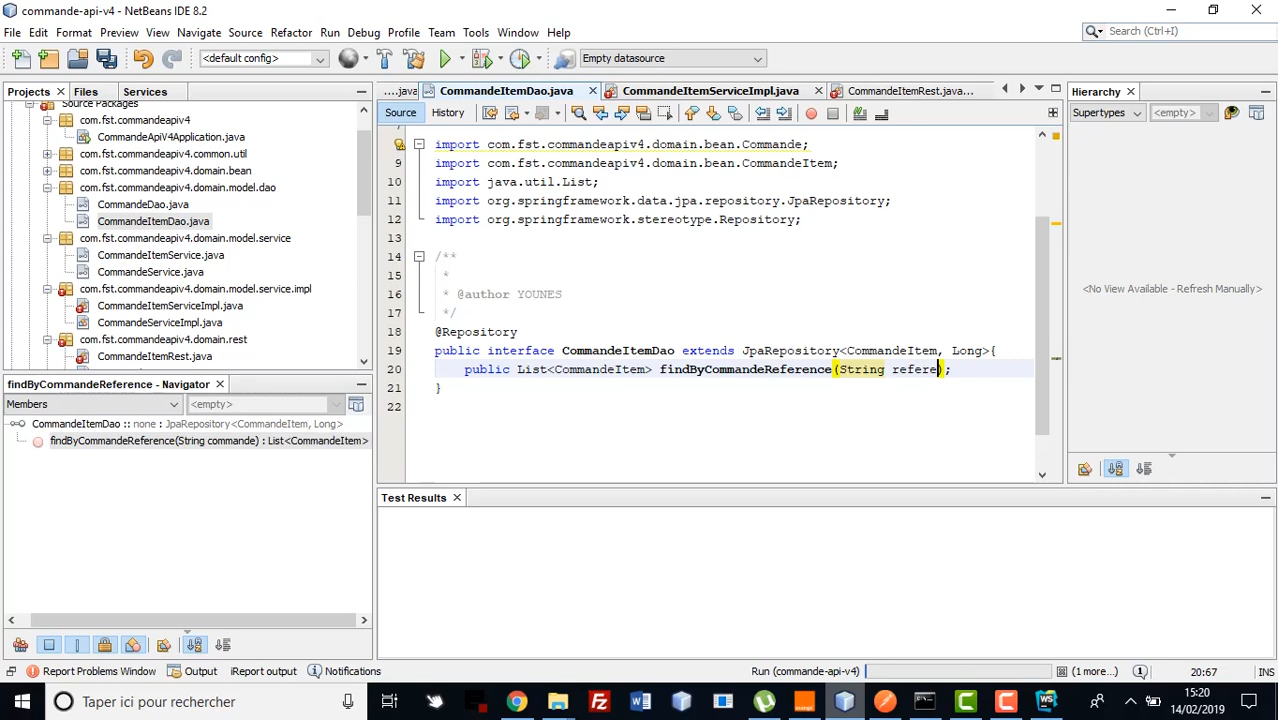 commande-api-v4 - NetBeans IDE 8.2
File Edit View Navigate Source Refactor Run Debug Profile Team Tools Window Help
Format Preview
Search (Ctrl+I)
<default config>
Empty datasource
Projects Files Services
Source Packages
com.fst.commandeapiv4
CommandeApiV4Application.java
com.fst.commandeapiv4.common.util
com.fst.commandeapiv4.domain.bean
com.fst.commandeapiv4.domain.model.dao
CommandeDao.java
CommandeItemDao.java
com.fst.commandeapiv4.domain.model.service
CommandeItemService.java
CommandeService.java
com.fst.commandeapiv4.domain.model.service.impl
CommandeItemServiceImpl.java
CommandeServiceImpl.java
com.fst.commandeapiv4.domain.rest
CommandeItemRest.java
findByCommandeReference - Navigator
Members
<empty>
CommandeItemDao :: none : JpaRepository<CommandeItem, Long>
findByCommandeReference(String commande) : List<CommandeItem>
....java CommandeItemDao.java CommandeItemServiceImpl.java CommandeItemRest.java...
Source History
import com.fst.commandeapiv4.domain.bean.Commande;
9 import com.fst.commandeapiv4.domain.bean.CommandeItem;
10 import java.util.List;
11 import org.springframework.data.jpa.repository.JpaRepository;
12 import org.springframework.stereotype.Repository;
13
14 /**
15 *
16 * @author YOUNES
17 */
18 @Repository
19 public interface CommandeItemDao extends JpaRepository<CommandeItem, Long>{
20 public List<CommandeItem> findByCommandeReference(String refere);
21 }
22
Test Results
Hierarchy
Supertypes
<empty>
<No View Available - Refresh Manually>
Report Problems Window Output iReport output Notifications
Run (commande-api-v4)
(1 more...)
20:67
INS
Taper ici pour rechercher
15:20
14/02/2019